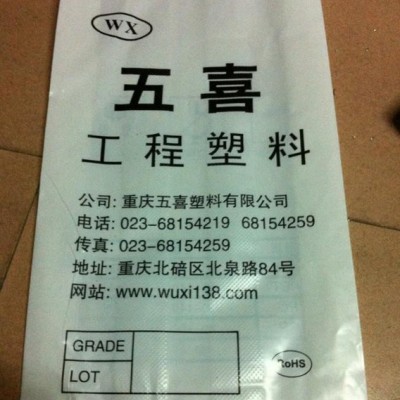 WX
五喜
工程塑料
公司: 重庆五喜塑料有限公司
电话: 023-68154219 68154259
传真: 023-68154259
地址: 重庆北碚区北泉路84号
网站: www.wuxi138.com
GRADE
LOT
RoHS